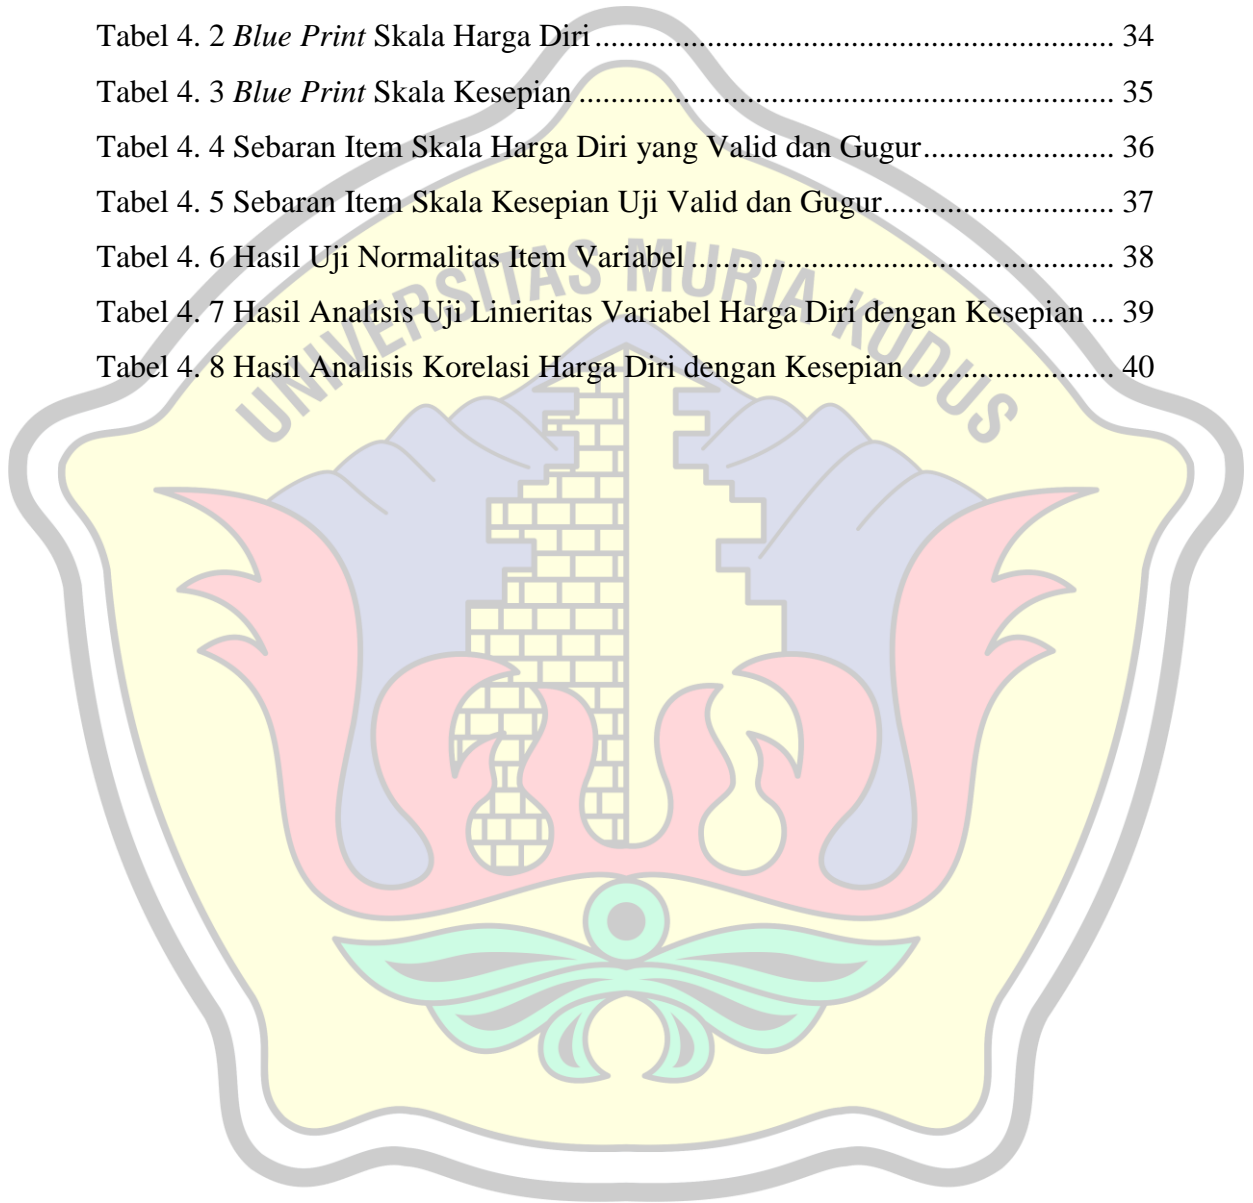 Tabel 4. 2 Blue Print Skala Harga Diri ................................................................. 34
Tabel 4. 3 Blue Print Skala Kesepian ................................................................... 35
Tabel 4. 4 Sebaran Item Skala Harga Diri yang Valid dan Gugur........................ 36
Tabel 4. 5 Sebaran Item Skala Kesepian Uji Valid dan Gugur............................. 37
Tabel 4. 6 Hasil Uji Normalitas Item Variabel ..................................................... 38
Tabel 4. 7 Hasil Analisis Uji Linieritas Variabel Harga Diri dengan Kesepian ... 39
Tabel 4. 8 Hasil Analisis Korelasi Harga Diri dengan Kesepian .......................... 40
UNIVERSITAS MURIA KUDUS